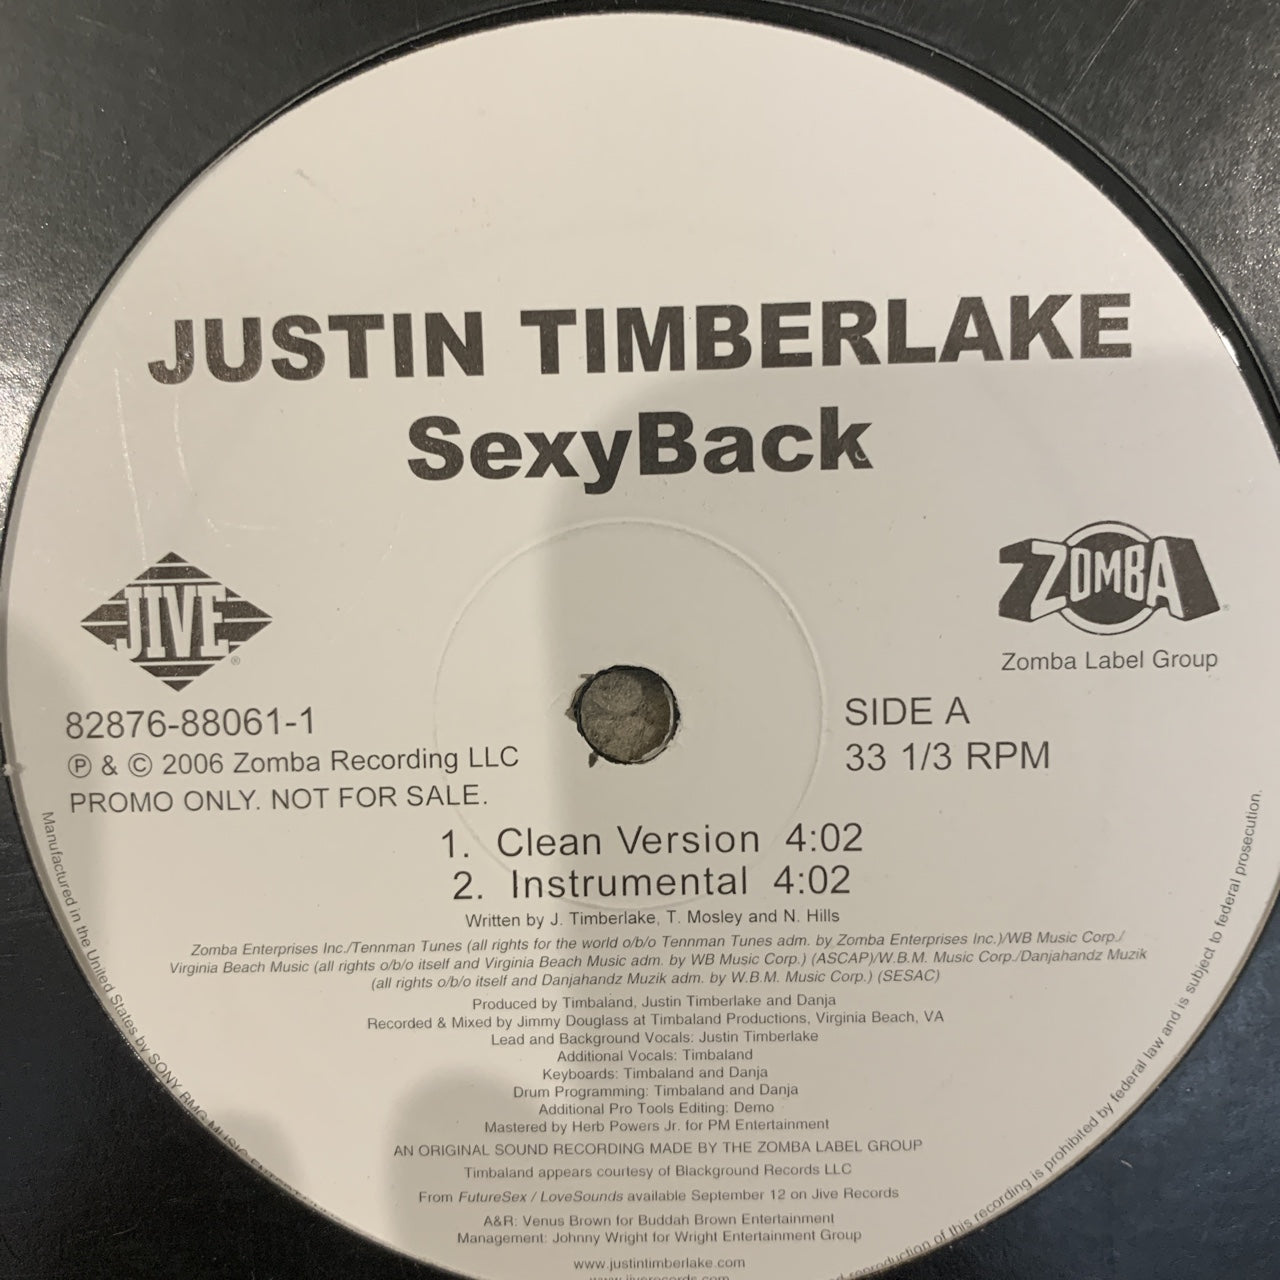 JUSTIN TIMBERLAKE
SexyBack
JIVE®
ZOMBA®
Zomba Label Group
82876-88061-1
℗ & © 2006 Zomba Recording LLC
PROMO ONLY. NOT FOR SALE.
SIDE A
33 1/3 RPM
1. Clean Version 4:02
2. Instrumental 4:02
Written by J. Timberlake, T. Mosley and N. Hills
Zomba Enterprises Inc./Tennman Tunes (all rights for the world o/b/o Tennman Tunes adm. by Zomba Enterprises Inc.)/WB Music Corp./
Virginia Beach Music (all rights o/b/o itself and Virginia Beach Music adm. by WB Music Corp.) (ASCAP)/W.B.M. Music Corp./Danjahandz Muzik
(all rights o/b/o itself and Danjahandz Muzik adm. by W.B.M. Music Corp.) (SESAC)
Produced by Timbaland, Justin Timberlake and Danja
Recorded & Mixed by Jimmy Douglass at Timbaland Productions, Virginia Beach, VA
Lead and Background Vocals: Justin Timberlake
Additional Vocals: Timbaland
Keyboards: Timbaland and Danja
Drum Programming: Timbaland and Danja
Additional Pro Tools Editing: Demo
Mastered by Herb Powers Jr. for PM Entertainment
AN ORIGINAL SOUND RECORDING MADE BY THE ZOMBA LABEL GROUP
Timbaland appears courtesy of Blackground Records LLC
From FutureSex / LoveSounds available September 12 on Jive Records
A&R: Venus Brown for Buddah Brown Entertainment
Management: Johnny Wright for Wright Entertainment Group
www.justintimberlake.com
www.jiverecords.com
Manufactured in the United States by SONY BMG MUSIC
reproduction of this recording is prohibited by federal law and is subject to federal prosecution.